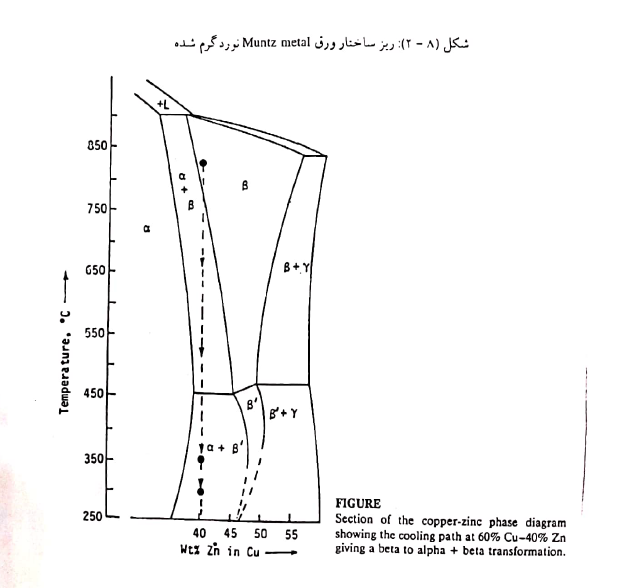 شکل (۸ - ۲): ریز ساختار ورق Muntz metal نورد گرم شده
+L
850
α
+
β
β
750
α
650
β + γ
Temperature, °C
550
450
β'
β' + γ
α + β'
350
250
40 45 50 55
Wt% Zn in Cu
FIGURE
Section of the copper-zinc phase diagram
showing the cooling path at 60% Cu-40% Zn
giving a beta to alpha + beta transformation.